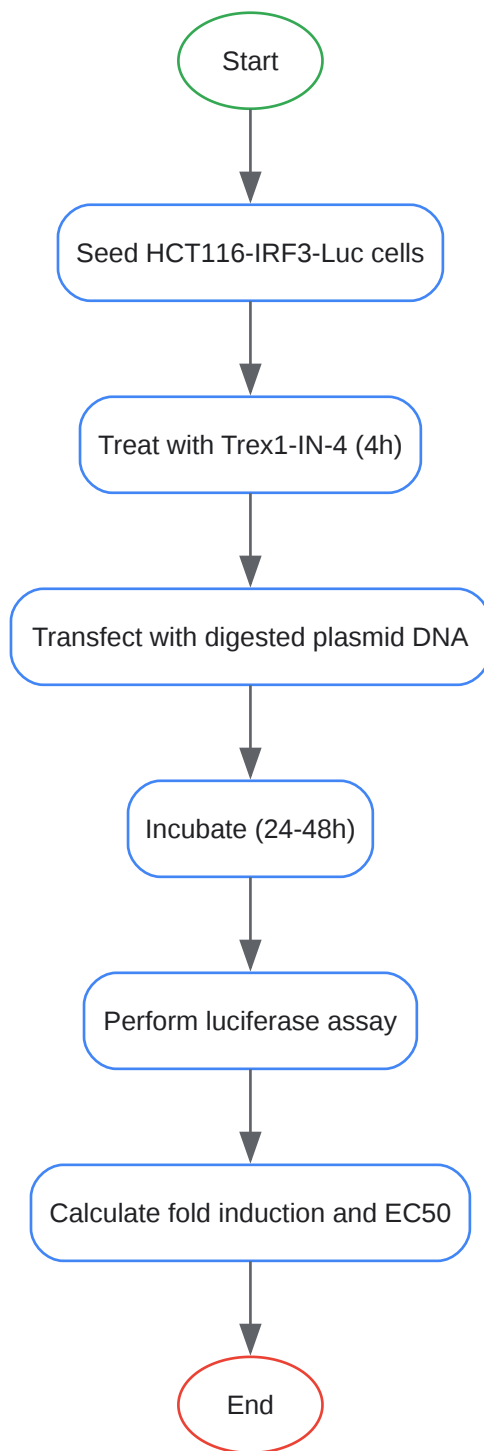 Start
Seed HCT116-IRF3-Luc cells
Treat with Trex1-IN-4 (4h)
Transfect with digested plasmid DNA
Incubate (24-48h)
Perform luciferase assay
Calculate fold induction and EC50
End